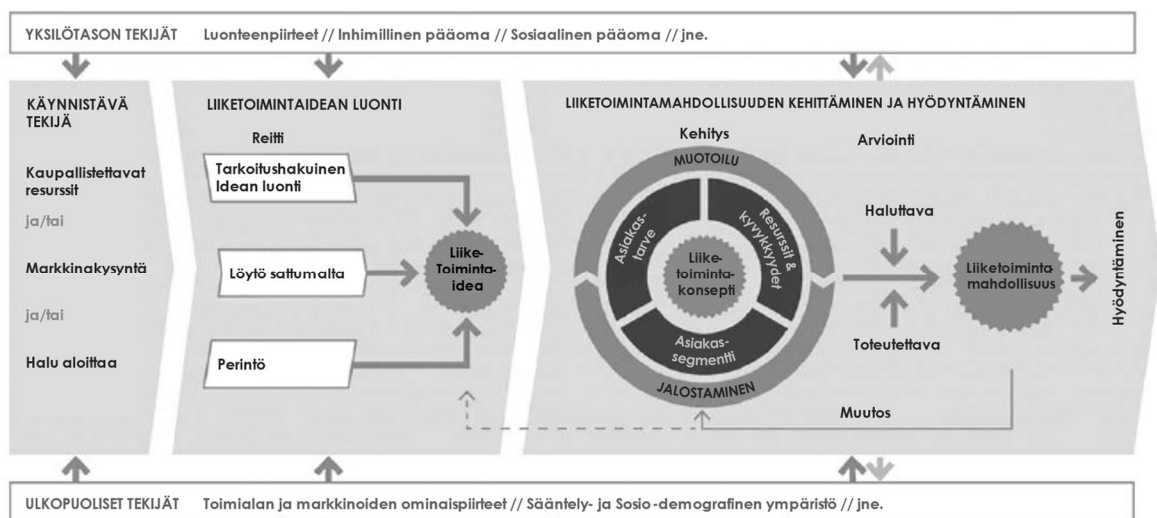 YKSILÖTASON TEKIJÄT Luonteenpiirteet // Inhimillinen pääoma // Sosiaalinen pääoma // jne.
KÄYNNISTÄVÄ
TEKIJÄ
Kaupallistettavat
resurssit
ja/tai
Markkinakysyntä
ja/tai
Halu aloittaa
LIIKETOIMINTAIDEAN LUONTI
Reitti
Tarkoitushakuinen
Idean luonti
Löytö sattumalta
Perintö
Liike-
Toiminta-
idea
LIIKETOIMINTAMAHDOLLISUUDEN KEHITTÄMINEN JA HYÖDYNTÄMINEN
Kehitys
MUOTOILU
Asiakas-
tarve
Resurssit &
kyvykkyydet
Liike-
toiminta-
konsepti
Asiakas-
segmentti
JALOSTAMINEN
Arviointi
Haluttava
Toteutettava
Liiketoiminta
mahdollisuus
Muutos
Hyödyntäminen
ULKOPUOLISET TEKIJÄT Toimialan ja markkinoiden ominaispiirteet // Sääntely- ja Sosio-demografinen ympäristö // jne.